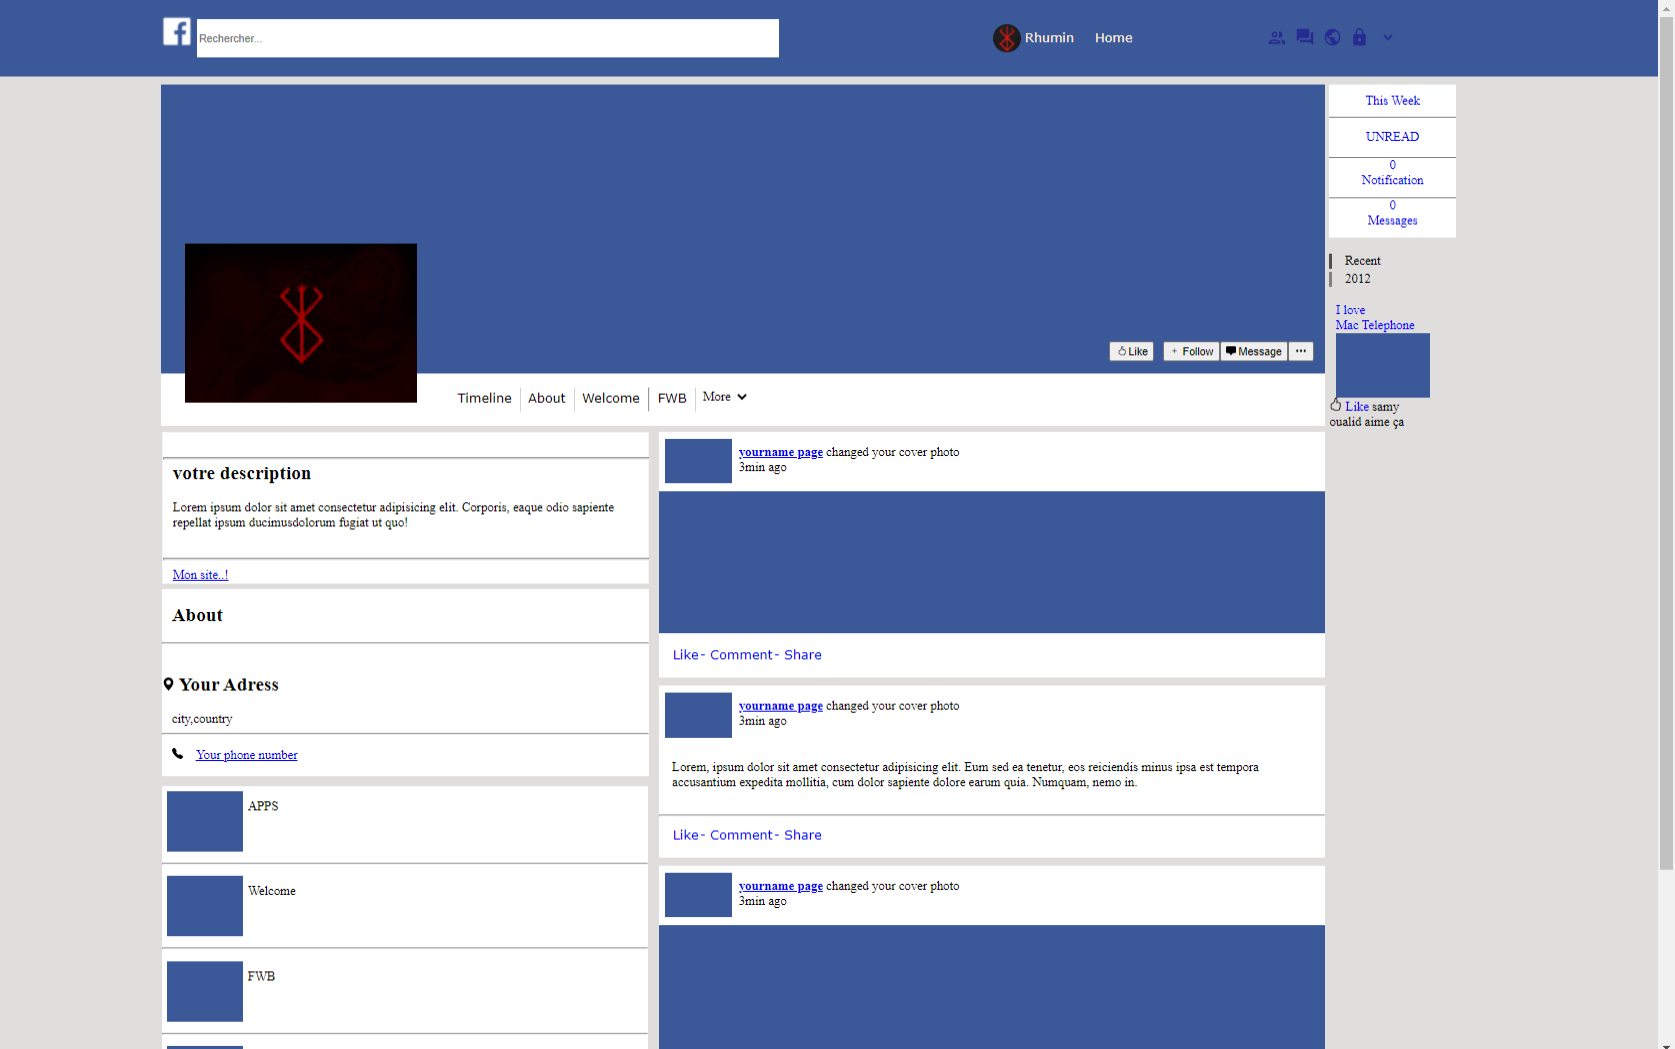 Rechercher...
Rhumin
Home
This Week
UNREAD
0
Notification
0
Messages
Recent
2012
I love
Mac Telephone
Like samy
oualid aime ça
Like
+ Follow
Message
...
Timeline
About
Welcome
FWB
More
votre description
Lorem ipsum dolor sit amet consectetur adipisicing elit. Corporis, eaque odio sapiente
repellat ipsum ducimusdolorum fugiat ut quo!
Mon site..!
About
Your Adress
city,country
Your phone number
APPS
Welcome
FWB
yourname page changed your cover photo
3min ago
Like- Comment- Share
yourname page changed your cover photo
3min ago
Lorem, ipsum dolor sit amet consectetur adipisicing elit. Eum sed ea tenetur, eos reiciendis minus ipsa est tempora
accusantium expedita mollitia, cum dolor sapiente dolore earum quia. Numquam, nemo in.
Like- Comment- Share
yourname page changed your cover photo
3min ago